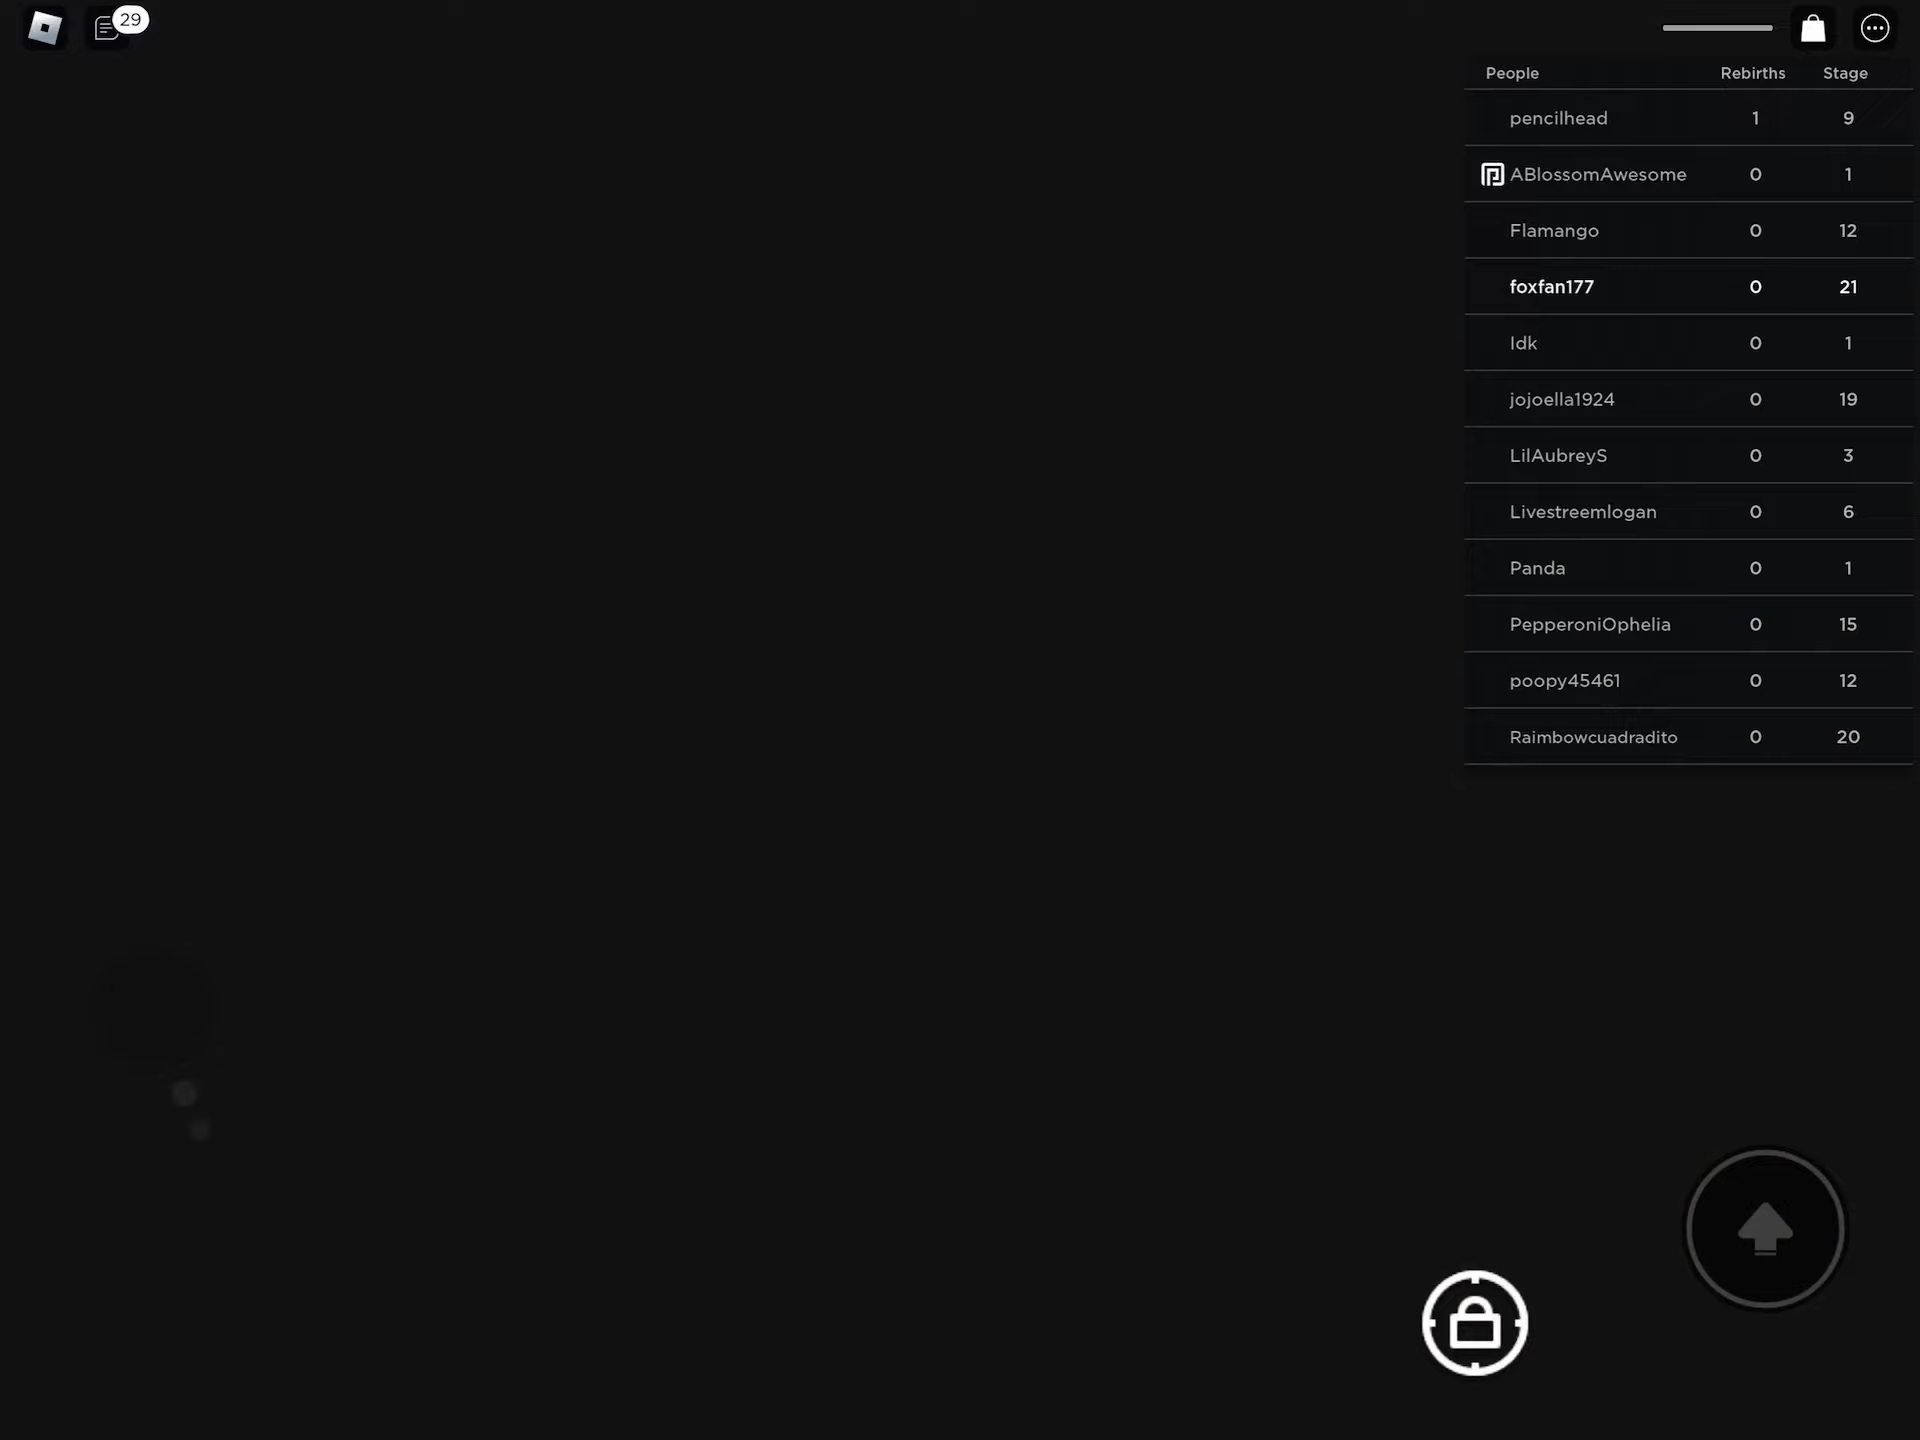 29
People Rebirths Stage
pencilhead 1 9
ABlossomAwesome 0 1
Flamango 0 12
foxfan177 0 21
Idk 0 1
jojoella1924 0 19
LilAubreyS 0 3
Livestreemlogan 0 6
Panda 0 1
PepperoniOphelia 0 15
poopy45461 0 12
Raimbowcuadradito 0 20